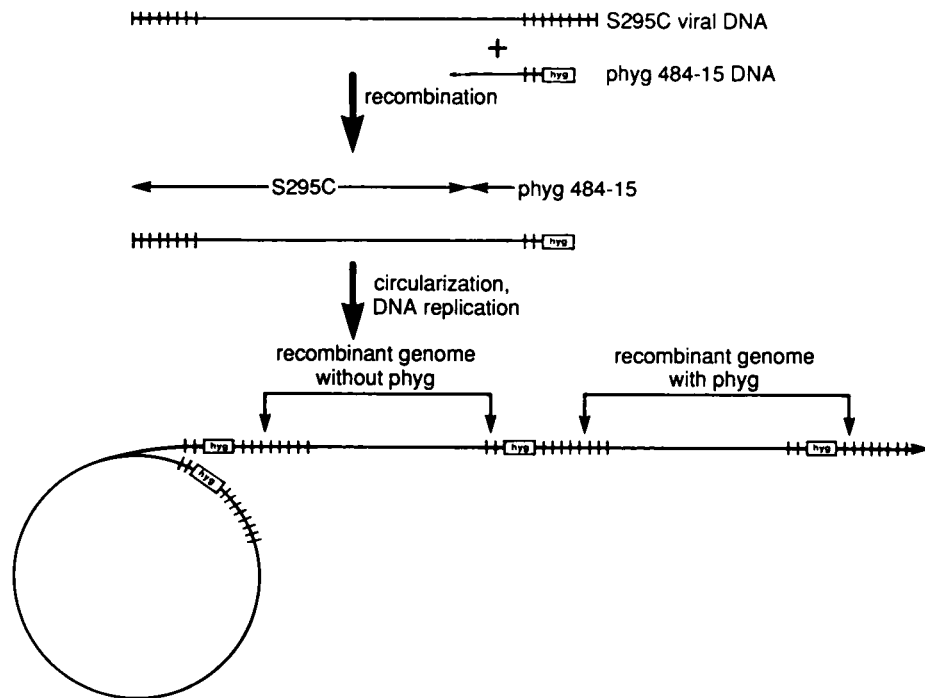 S295C viral DNA
+
hyg
phyg 484-15 DNA
recombination
S295C
phyg 484-15
hyg
circularization,
DNA replication
recombinant genome
without phyg
recombinant genome
with phyg
hyg
hyg
hyg
hyg